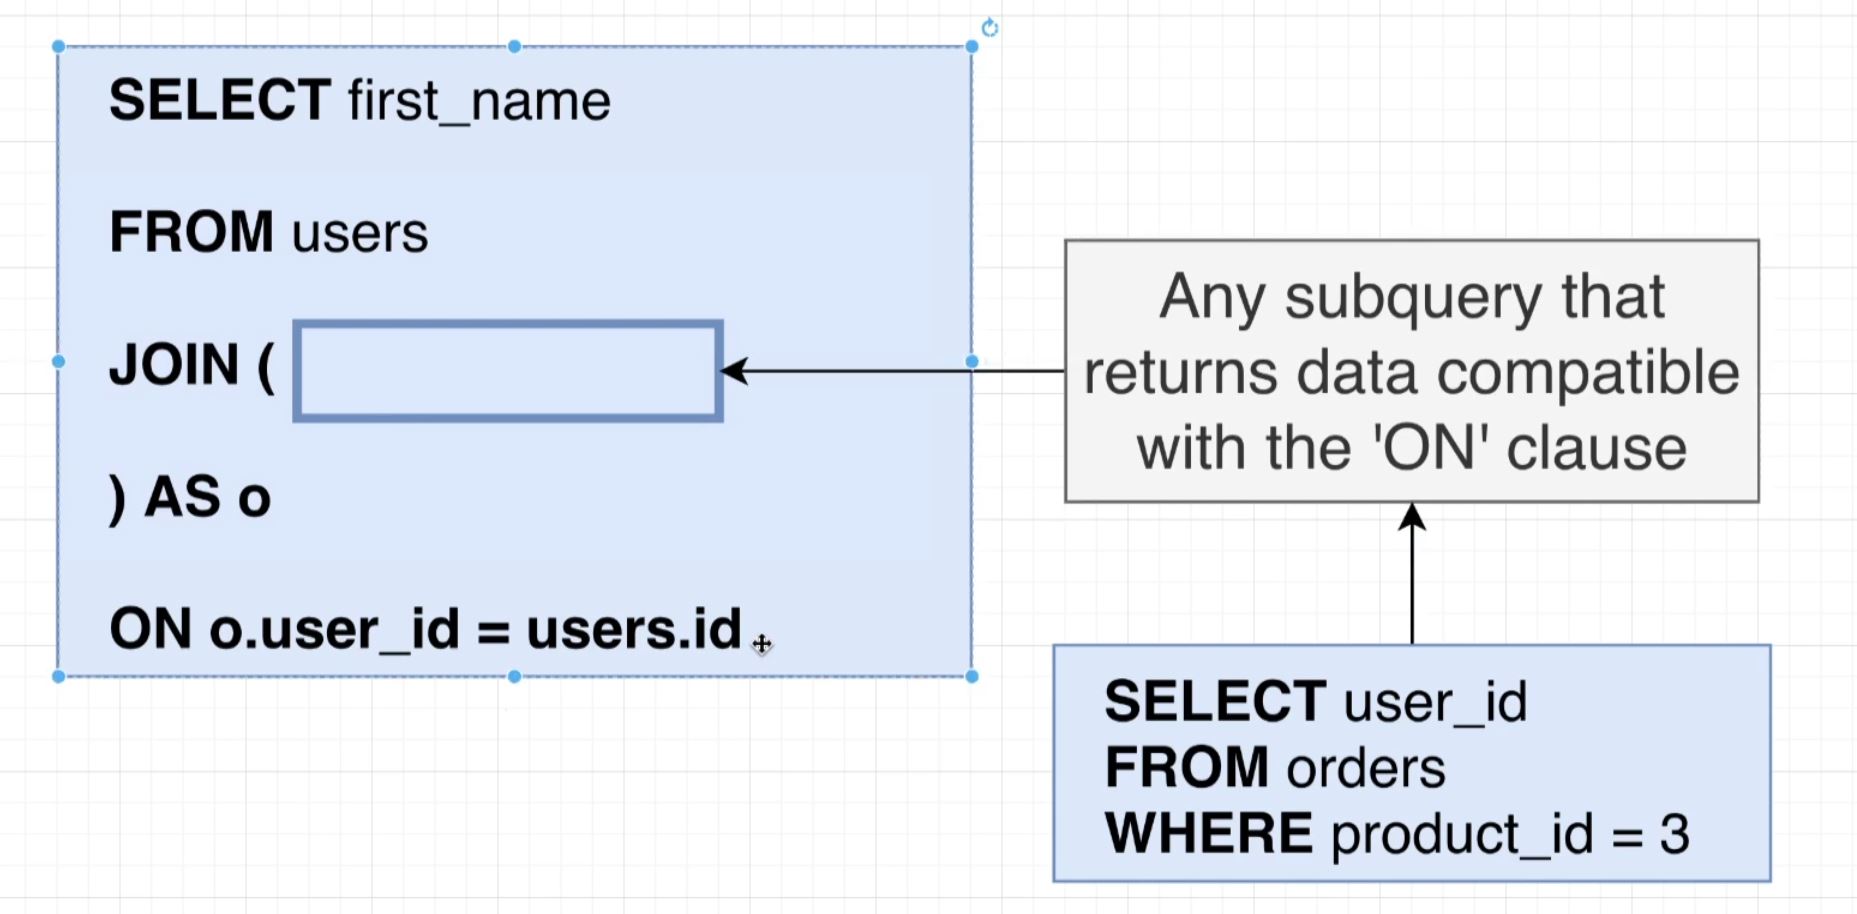 SELECT first_name
FROM users
JOIN (
) AS o
ON o.user_id = users.id
Any subquery that
returns data compatible
with the 'ON' clause
SELECT user_id
FROM orders
WHERE product_id = 3